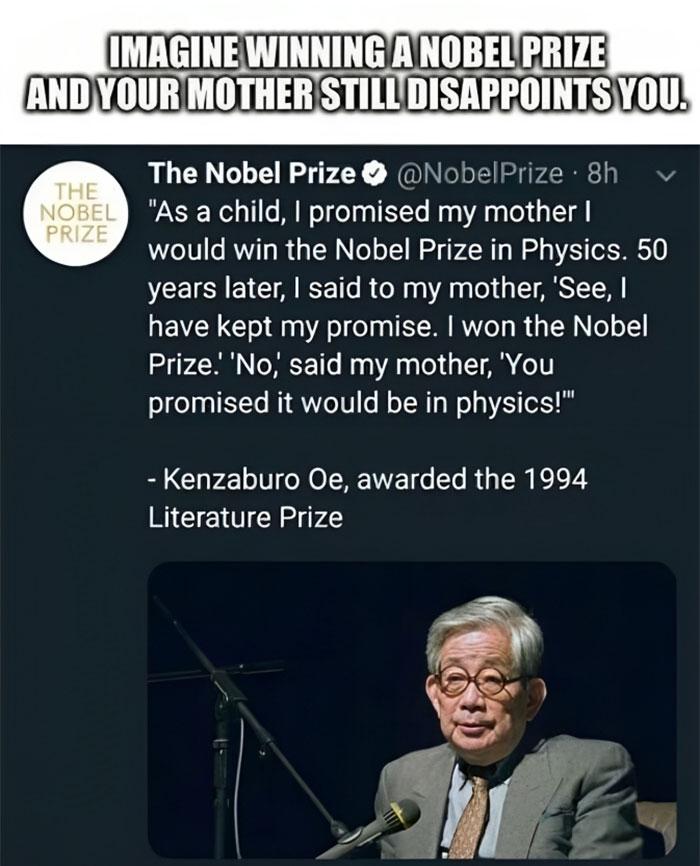 IMAGINE WINNING A NOBEL PRIZE
AND YOUR MOTHER STILL DISAPPOINTS YOU.
THE
NOBEL
PRIZE
The Nobel Prize @NobelPrize · 8h
"As a child, I promised my mother I
would win the Nobel Prize in Physics. 50
years later, I said to my mother, 'See, I
have kept my promise. I won the Nobel
Prize.' 'No,' said my mother, 'You
promised it would be in physics!'"
- Kenzaburo Oe, awarded the 1994
Literature Prize